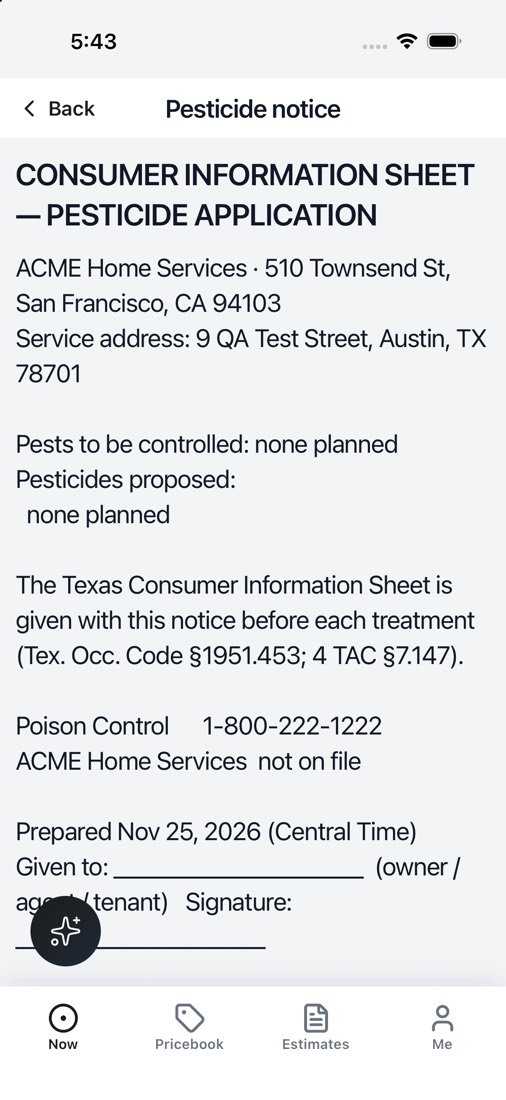 5:43
Back
Pesticide notice
CONSUMER INFORMATION SHEET
— PESTICIDE APPLICATION
ACME Home Services · 510 Townsend St,
San Francisco, CA 94103
Service address: 9 QA Test Street, Austin, TX
78701
Pests to be controlled: none planned
Pesticides proposed:
none planned
The Texas Consumer Information Sheet is
given with this notice before each treatment
(Tex. Occ. Code §1951.453; 4 TAC §7.147).
Poison Control 1-800-222-1222
ACME Home Services not on file
Prepared Nov 25, 2026 (Central Time)
Given to: ______________________ (owner /
/ tenant) Signature:
______________________
Now
Pricebook
Estimates
Me